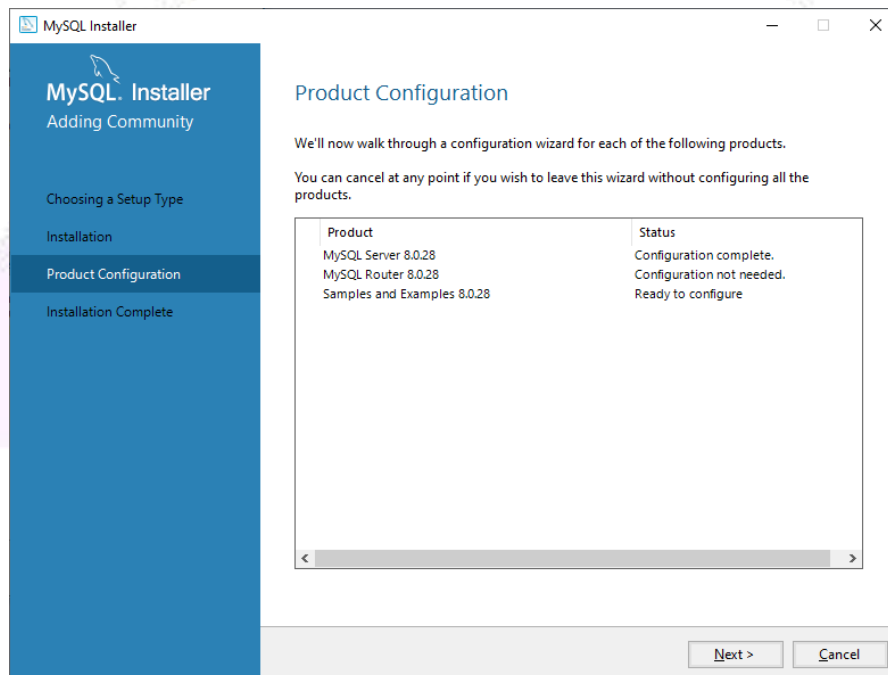 MySQL Installer
MySQL. Installer
Adding Community
Choosing a Setup Type
Installation
Product Configuration
Installation Complete
Product Configuration
We'll now walk through a configuration wizard for each of the following products.
You can cancel at any point if you wish to leave this wizard without configuring all the
products.
Product Status
MySQL Server 8.0.28 Configuration complete.
MySQL Router 8.0.28 Configuration not needed.
Samples and Examples 8.0.28 Ready to configure
Next >
Cancel